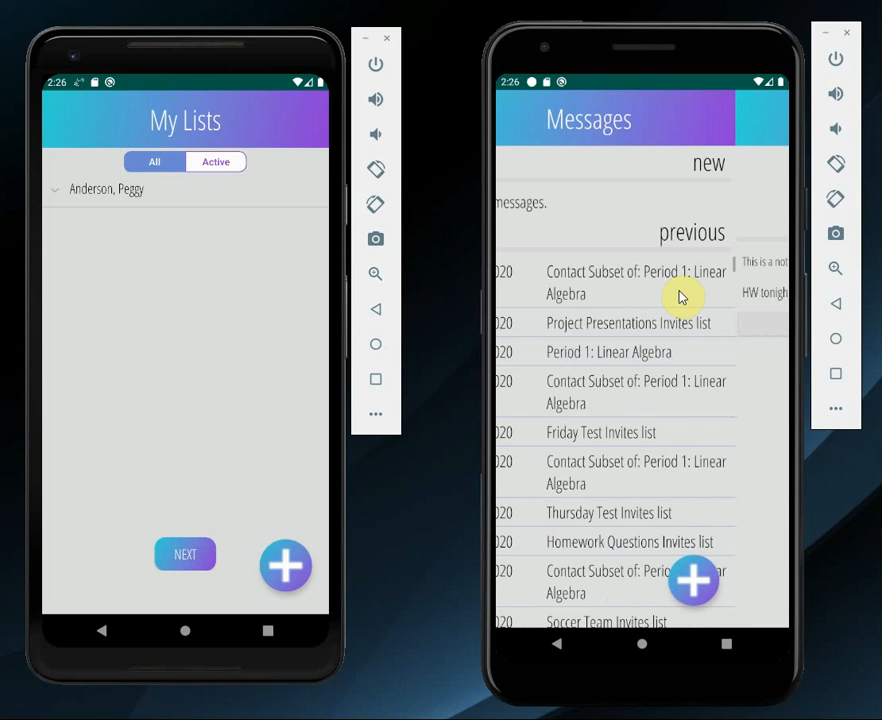 2:26
My Lists
All
Active
Anderson, Peggy
NEXT
2:26
Messages
new
messages.
previous
020
Contact Subset of: Period 1: Linear
Algebra
020
Project Presentations Invites list
020
Period 1: Linear Algebra
020
Contact Subset of: Period 1: Linear
Algebra
020
Friday Test Invites list
020
Contact Subset of: Period 1: Linear
Algebra
020
Thursday Test Invites list
020
Homework Questions Invites list
020
Contact Subset of: Perio ar
Algebra
020
Soccer Team Invites list
This is a not
HW tonigh